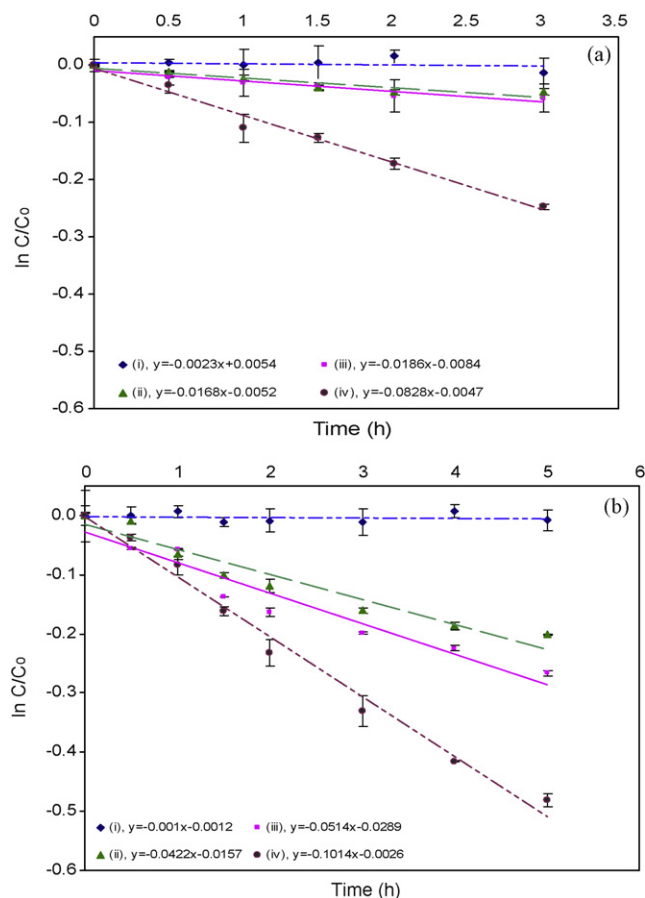 0 0.5 1 1.5 2 2.5 3 3.5
(a)
0.0
-0.1
-0.2
-0.3
-0.4
-0.5
-0.6
ln C/Co
(i), y=-0.0023x+0.0054 (iii), y=-0.0186x-0.0084
(ii), y=-0.0168x-0.0052 (iv), y=-0.0828x-0.0047
Time (h)
0 1 2 3 4 5 6
(b)
0.0
-0.1
-0.2
-0.3
-0.4
-0.5
-0.6
ln C/Co
(i), y=-0.001x-0.0012 (iii), y=-0.0514x-0.0289
(ii), y=-0.0422x-0.0157 (iv), y=-0.1014x-0.0026
Time (h)